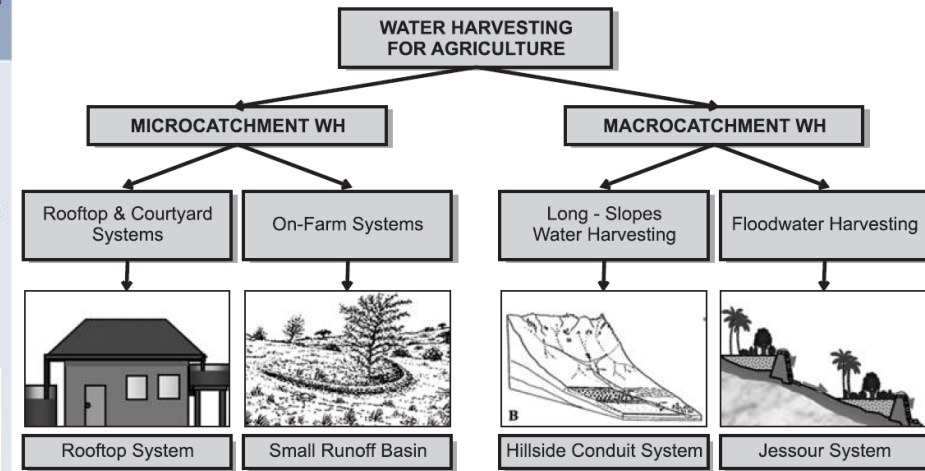 WATER HARVESTING
FOR AGRICULTURE
MICROCATCHMENT WH
MACROCATCHMENT WH
Rooftop & Courtyard
Systems
On-Farm Systems
Long - Slopes
Water Harvesting
Floodwater Harvesting
B
Rooftop System
Small Runoff Basin
Hillside Conduit System
Jessour System